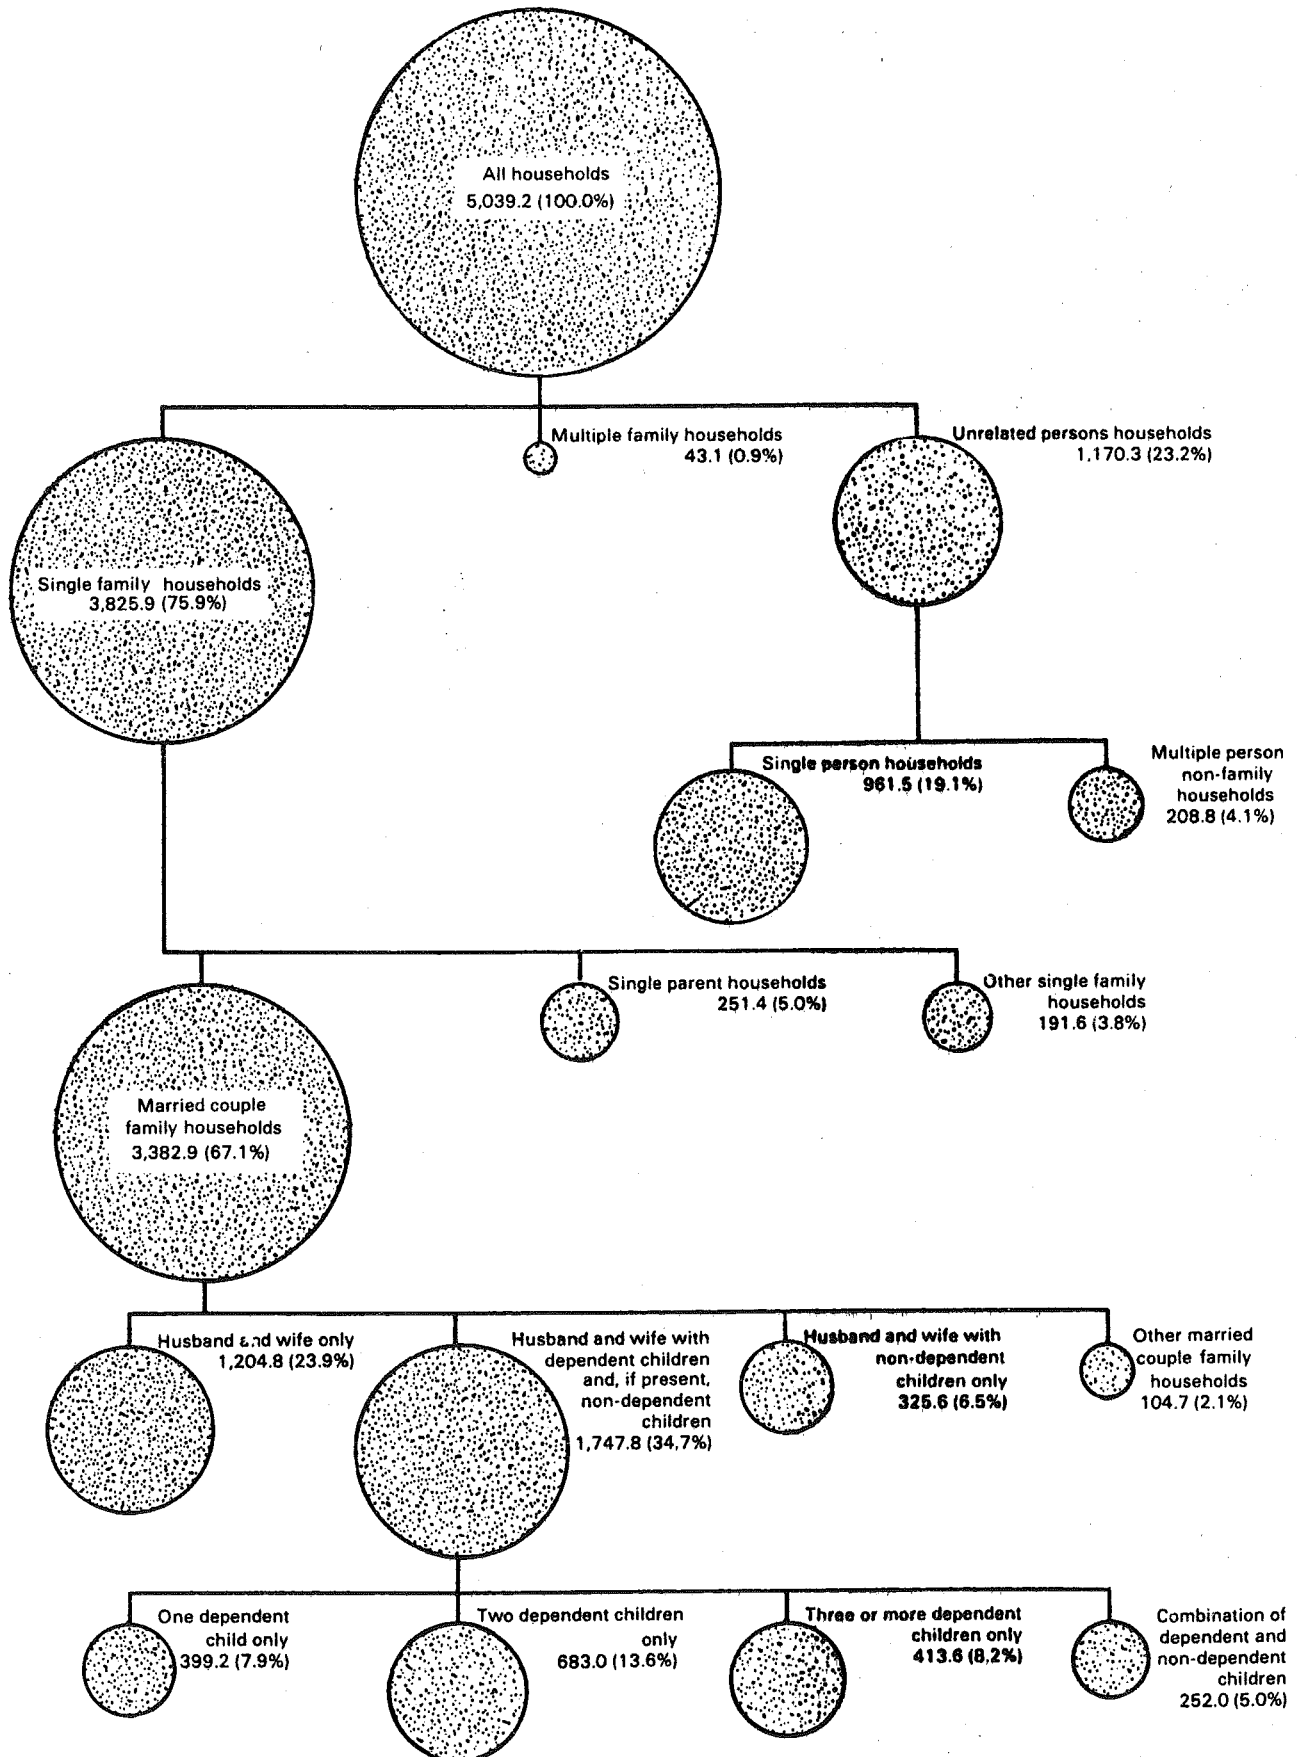 All households
5,039.2 (100.0%)
Multiple family households
43.1 (0.9%)
Unrelated persons households
1,170.3 (23.2%)
Single family households
3,825.9 (75.9%)
Single person households
961.5 (19.1%)
Multiple person
non-family
households
208.8 (4.1%)
Single parent households
251.4 (5.0%)
Other single family
households
191.6 (3.8%)
Married couple
family households
3,382.9 (67.1%)
Husband and wife only
1,204.8 (23.9%)
Husband and wife with
dependent children
and, if present,
non-dependent
children
1,747.8 (34.7%)
Husband and wife with
non-dependent
children only
325.6 (6.5%)
Other married
couple family
households
104.7 (2.1%)
One dependent
child only
399.2 (7.9%)
Two dependent children
only
683.0 (13.6%)
Three or more dependent
children only
413.6 (8.2%)
Combination of
dependent and
non-dependent
children
252.0 (5.0%)